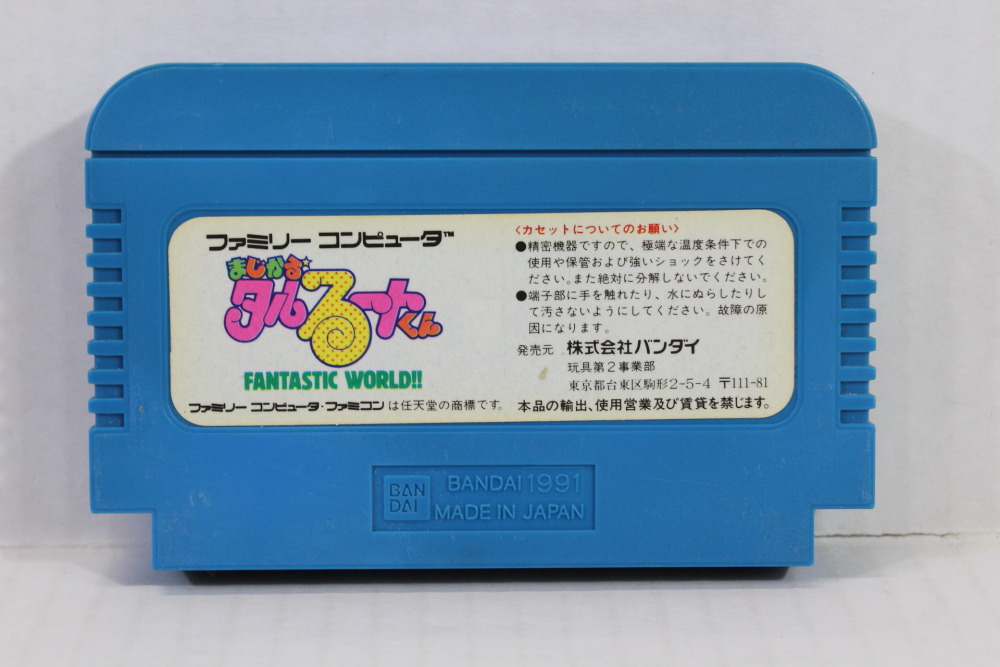 ファミリー コンピュータ™
まじかる★
タルるートくん
FANTASTIC WORLD!!
ファミリー コンピュータ・ファミコン は任天堂の商標です。
〈カセットについてのお願い〉
●精密機器ですので、極端な温度条件下での
使用や保管および強いショックをさけてく
ださい。また絶対に分解しないでください。
●端子部に手を触れたり、水にぬらしたりし
て汚さないようにしてください。故障の原
因になります。
発売元 株式会社バンダイ
玩具第2事業部
東京都台東区駒形2-5-4 〒111-81
本品の輸出、使用営業及び賃貸を禁じます。
BAN
DAI
BANDAI 1991
MADE IN JAPAN